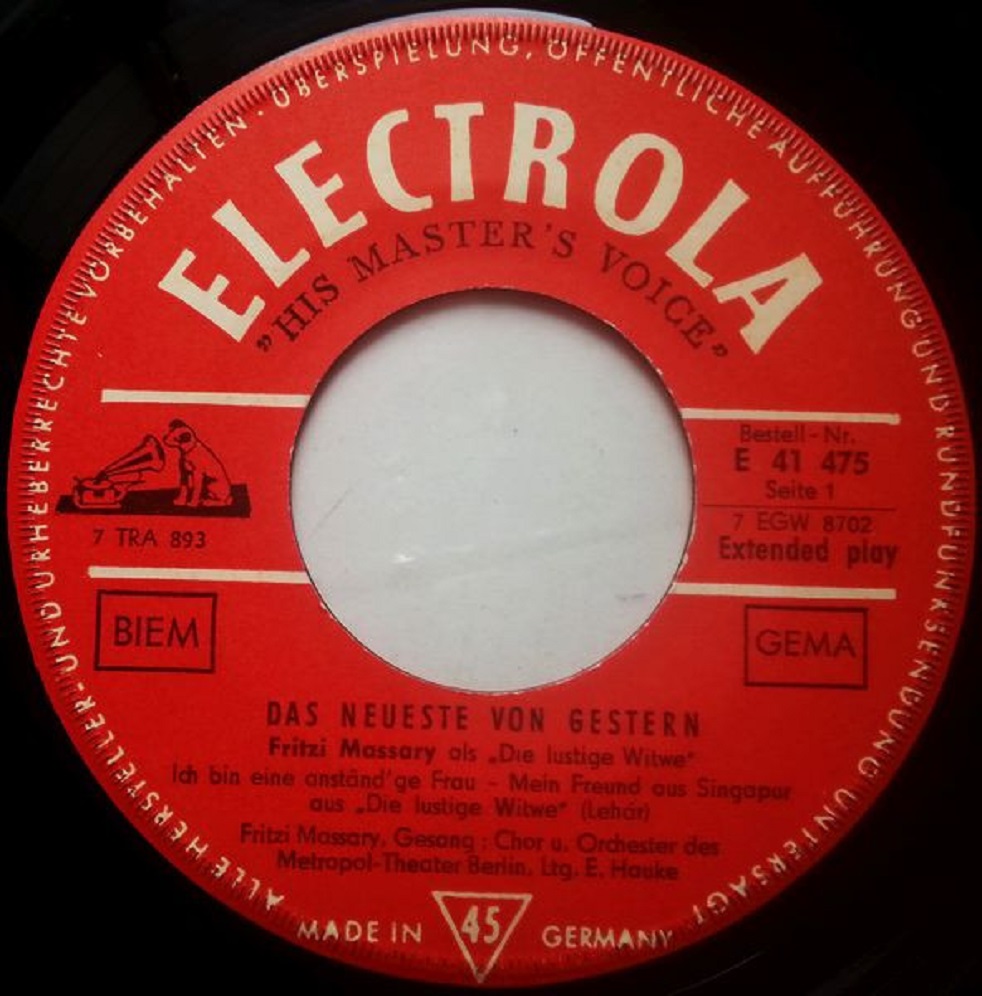 ALLE HERSTELLER- UND URHEBERRECHTE VORBEHALTEN · ÜBERSPIELUNG, ÖFFENTLICHE AUFFÜHRUNG UND RUNDFUNKSENDUNG UNTERSAGT
ELECTROLA
„HIS MASTER'S VOICE”
7 TRA 893
Bestell-Nr.
E 41 475
Seite 1
7 EGW 8702
Extended play
BIEM
GEMA
DAS NEUESTE VON GESTERN
Fritzi Massary als „Die lustige Witwe“
Ich bin eine anständ'ge Frau - Mein Freund aus Singapur
aus „Die lustige Witwe“ (Lehár)
Fritzi Massary, Gesang : Chor u. Orchester des
Metropol-Theater Berlin, Ltg. E. Hauke
MADE IN 45 GERMANY